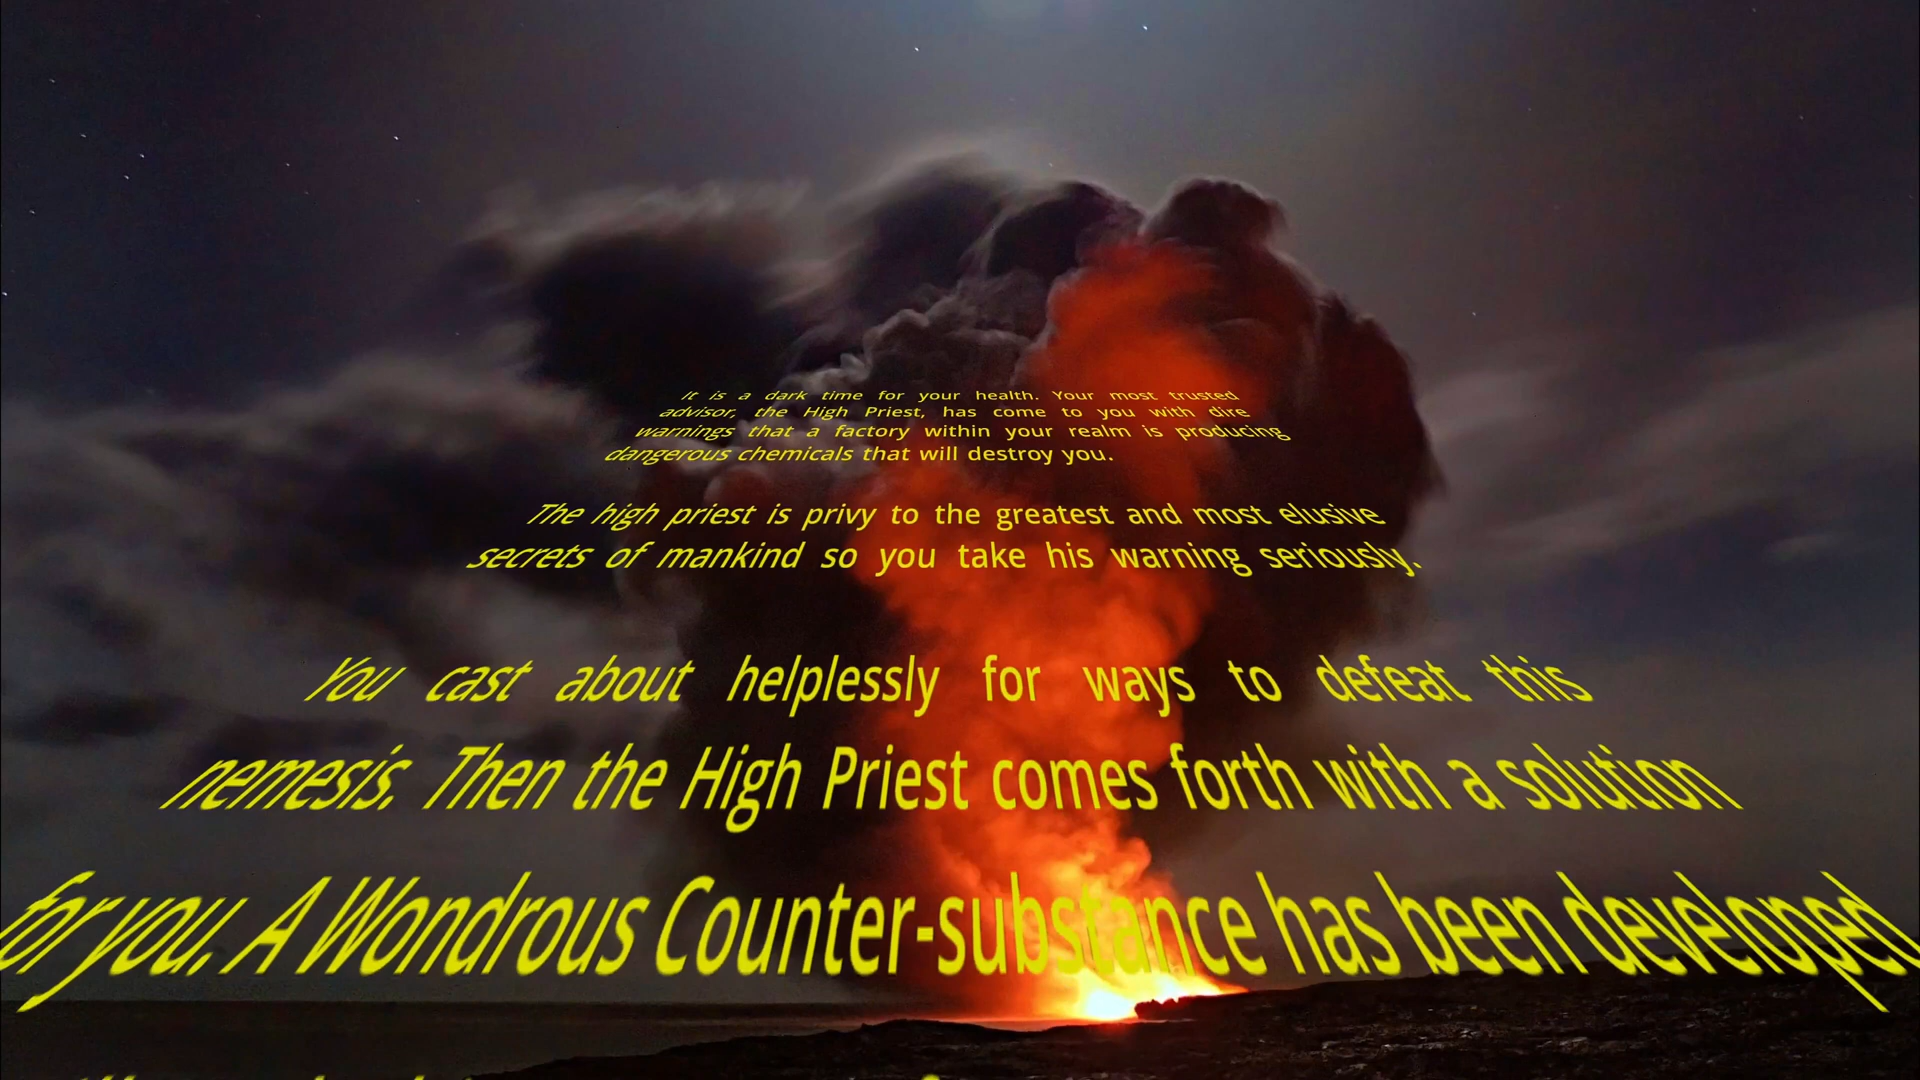 It is a dark time for your health. Your most trusted
advisor, the High Priest, has come to you with dire
warnings that a factory within your realm is producing
dangerous chemicals that will destroy you.
The high priest is privy to the greatest and most elusive
secrets of mankind so you take his warning seriously.
You cast about helplessly for ways to defeat this
nemesis. Then the High Priest comes forth with a solution
for you. A Wondrous Counter-substance has been developed